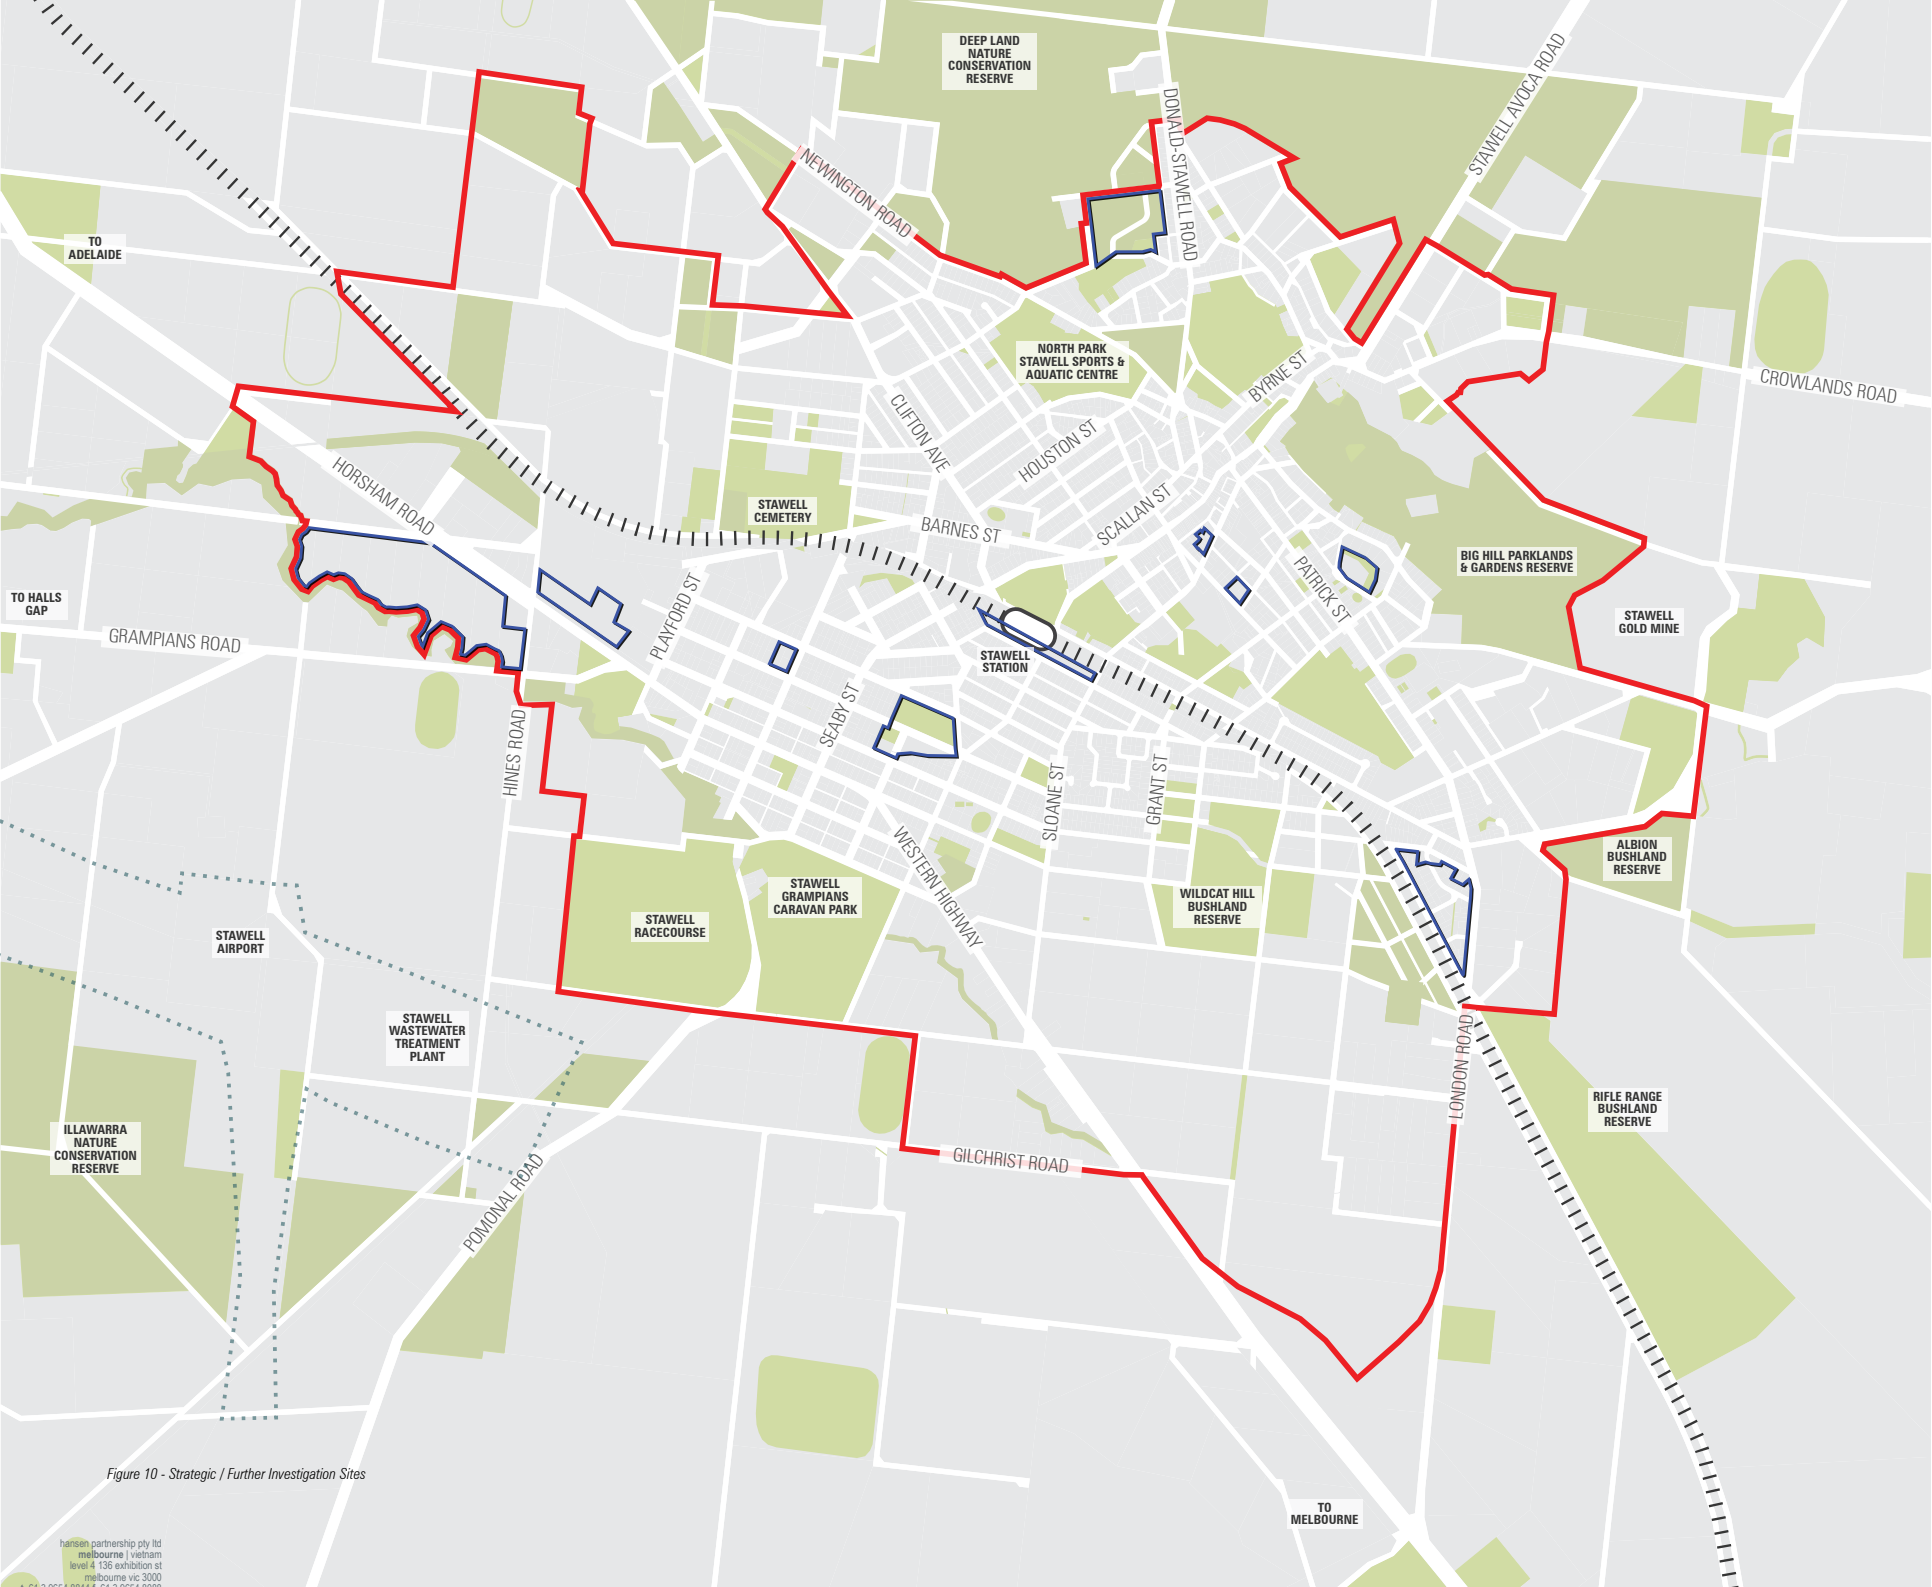 DEEP LAND
NATURE
CONSERVATION
RESERVE
DONALD-STAWELL ROAD
STAWELL AVOCA ROAD
NEWINGTON ROAD
TO
ADELAIDE
NORTH PARK
STAWELL SPORTS &
AQUATIC CENTRE
BYRNE ST
CROWLANDS ROAD
CLIFTON AVE
HOUSTON ST
HORSHAM ROAD
STAWELL
CEMETERY
BARNES ST
SCALLAN ST
PATRICK ST
BIG HILL PARKLANDS
& GARDENS RESERVE
TO HALLS
GAP
GRAMPIANS ROAD
PLAYFORD ST
STAWELL
STATION
STAWELL
GOLD MINE
SEABY ST
HINES ROAD
SLOANE ST
GRANT ST
WESTERN HIGHWAY
ALBION
BUSHLAND
RESERVE
STAWELL
GRAMPIANS
CARAVAN PARK
STAWELL
RACECOURSE
WILDCAT HILL
BUSHLAND
RESERVE
STAWELL
AIRPORT
STAWELL
WASTEWATER
TREATMENT
PLANT
LONDON ROAD
RIFLE RANGE
BUSHLAND
RESERVE
ILLAWARRA
NATURE
CONSERVATION
RESERVE
GILCHRIST ROAD
POMONAL ROAD
Figure 10 - Strategic / Further Investigation Sites
TO
MELBOURNE
hansen partnership pty ltd
melbourne | vietnam
level 4 136 exhibition st
melbourne vic 3000